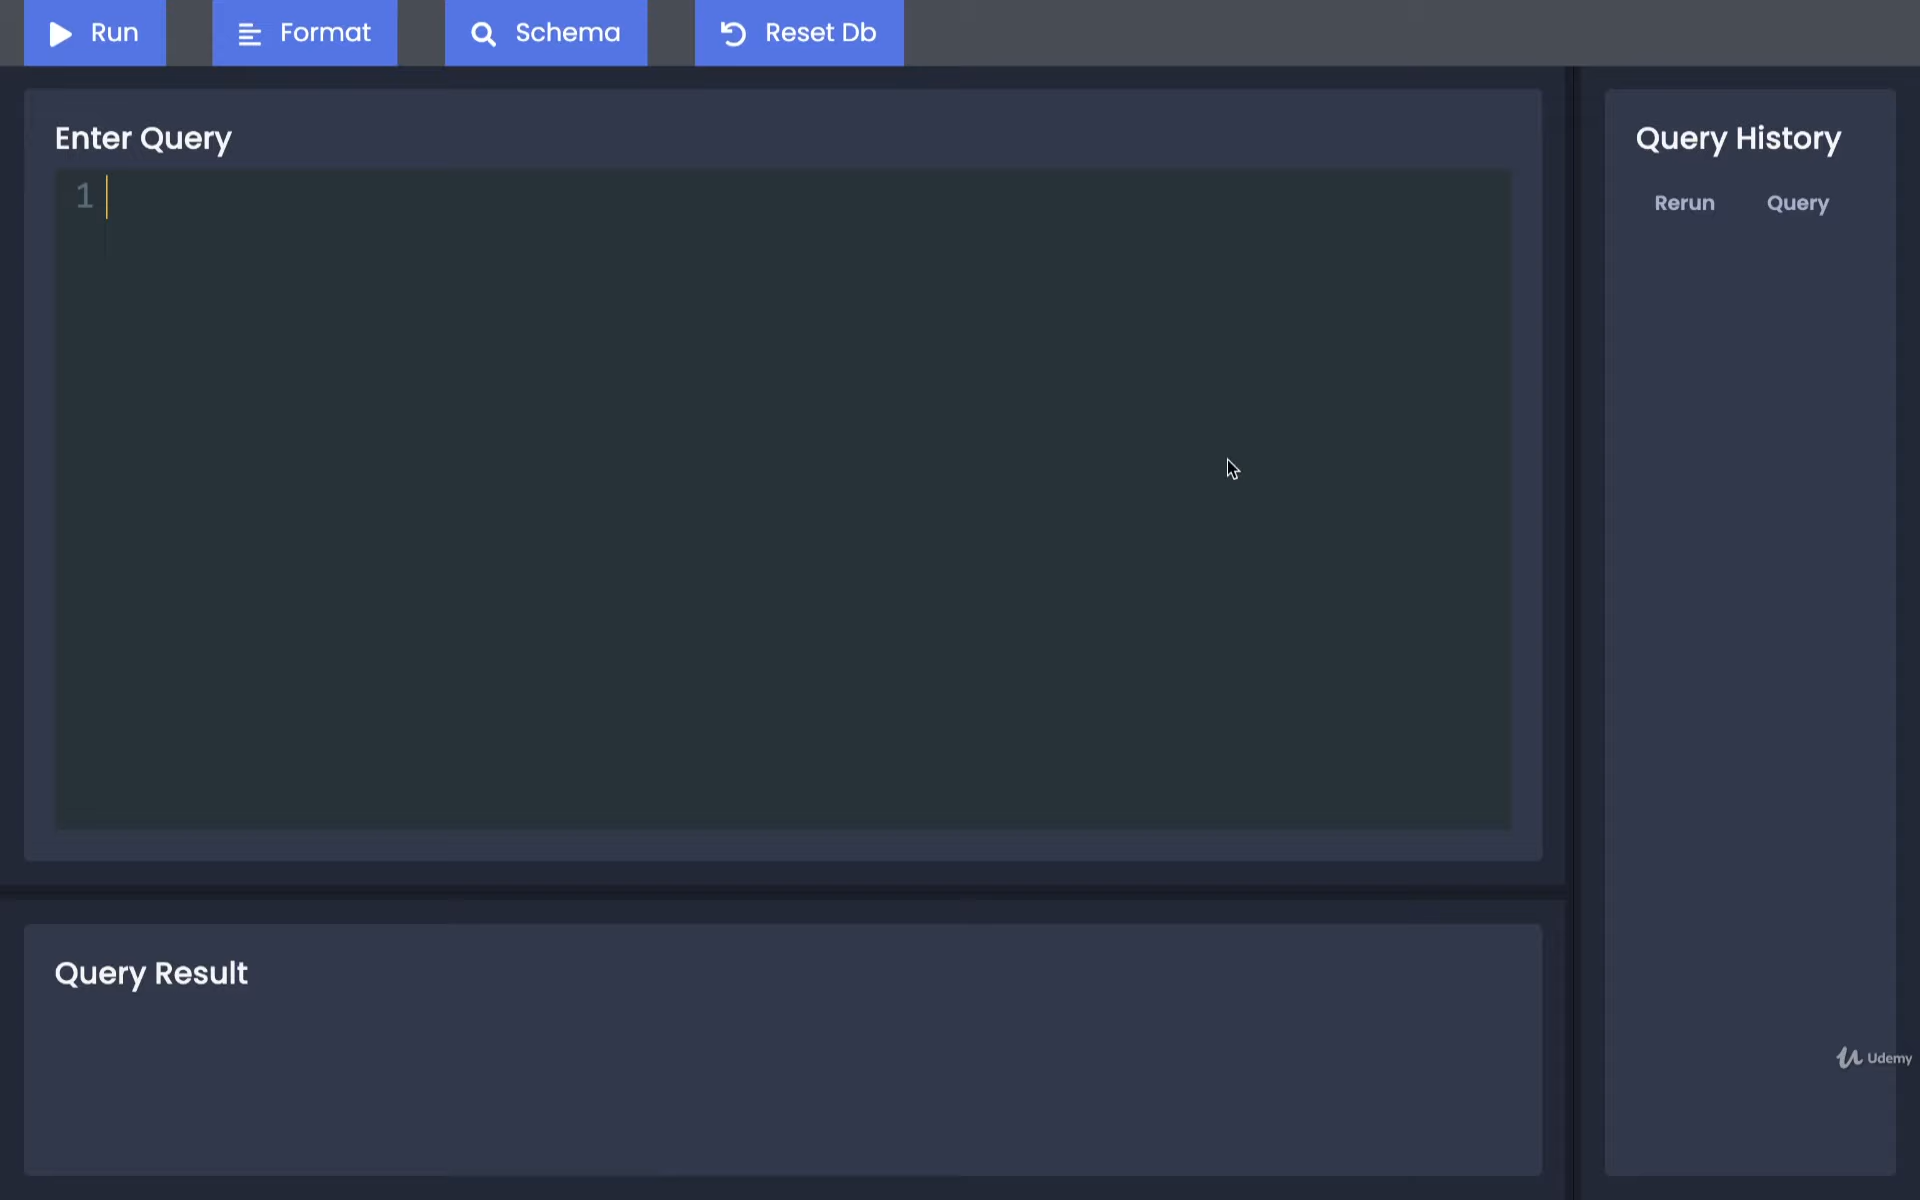 Run Format Schema Reset Db
Enter Query
1
Query History
Rerun Query
Query Result
Udemy